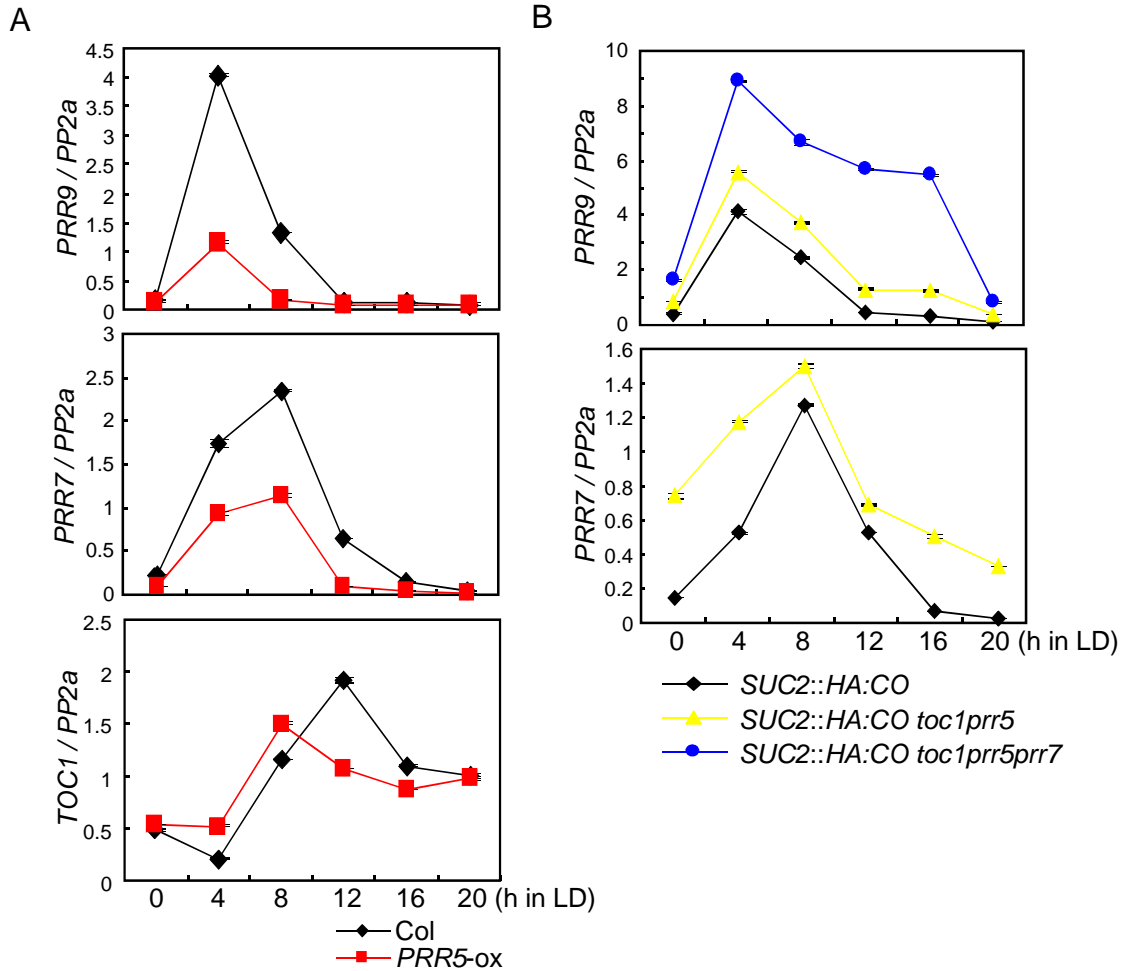 A
PRR9 / PP2a
4.5
4
3.5
3
2.5
2
1.5
1
0.5
0
PRR7 / PP2a
3
2.5
2
1.5
1
0.5
0
TOC1 / PP2a
2.5
2
1.5
1
0.5
0
0 4 8 12 16 20 (h in LD)
Col
PRR5-ox
B
PRR9 / PP2a
10
8
6
4
2
0
PRR7 / PP2a
1.6
1.4
1.2
1
0.8
0.6
0.4
0.2
0
0 4 8 12 16 20 (h in LD)
SUC2::HA:CO
SUC2::HA:CO toc1prr5
SUC2::HA:CO toc1prr5prr7